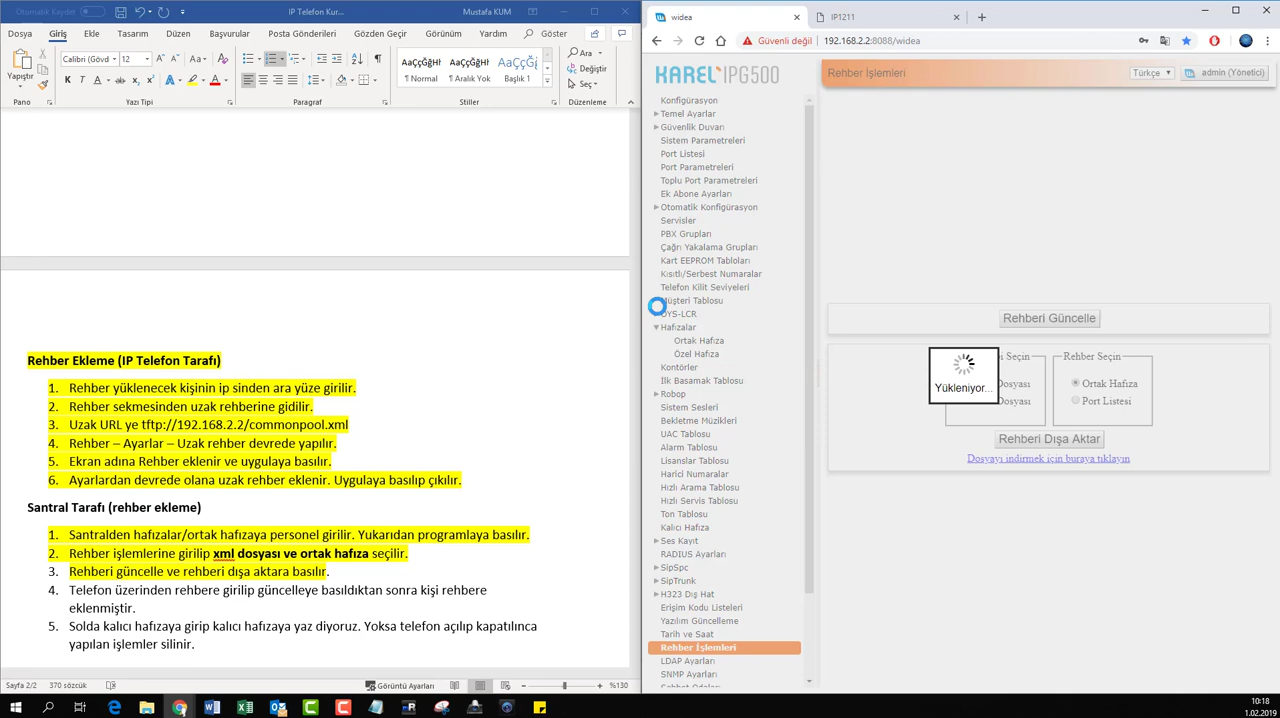 Otomatik Kaydet
IP Telefon Kur...
Mustafa KUM
Dosya Giriş Ekle Tasarım Düzen Başvurular Posta Gönderileri Gözden Geçir Görünüm Yardım Göster
Yapıştır
Calibri (Gövd 12
AaÇçĞğHł AaÇçĞğHł AaÇçĞğ
¶ Normal ¶ Aralık Yok Başlık 1
Ara
Değiştir
Seç
Pano Yazı Tipi Paragraf Stiller Düzenleme
Rehber Ekleme (IP Telefon Tarafı)
1. Rehber yüklenecek kişinin ip sinden ara yüze girilir.
2. Rehber sekmesinden uzak rehberine gidilir.
3. Uzak URL ye tftp://192.168.2.2/commonpool.xml
4. Rehber – Ayarlar – Uzak rehber devrede yapılır.
5. Ekran adına Rehber eklenir ve uygulaya basılır.
6. Ayarlardan devrede olana uzak rehber eklenir. Uygulaya basılıp çıkılır.
Santral Tarafı (rehber ekleme)
1. Santralden hafızalar/ortak hafızaya personel girilir. Yukarıdan programlaya basılır.
2. Rehber işlemlerine girilip xml dosyası ve ortak hafıza seçilir.
3. Rehberi güncelle ve rehberi dışa aktara basılır.
4. Telefon üzerinden rehbere girilip güncelleye basıldıktan sonra kişi rehbere
eklenmiştir.
5. Solda kalıcı hafızaya girip kalıcı hafızaya yaz diyoruz. Yoksa telefon açılıp kapatılınca
yapılan işlemler silinir.
Sayfa 2/2 370 sözcük
Görüntü Ayarları
%130
widea
IP1211
Güvenli değil 192.168.2.2:8088/widea
KAREL IPG500
Rehber İşlemleri
Türkçe
admin (Yönetici)
Konfigürasyon
Temel Ayarlar
Güvenlik Duvarı
Sistem Parametreleri
Port Listesi
Port Parametreleri
Toplu Port Parametreleri
Ek Abone Ayarları
Otomatik Konfigürasyon
Servisler
PBX Grupları
Çağrı Yakalama Grupları
Kart EEPROM Tabloları
Kısıtlı/Serbest Numaralar
Telefon Kilit Seviyeleri
Müşteri Tablosu
OYS-LCR
Hafızalar
Ortak Hafıza
Özel Hafıza
Kontörler
İlk Basamak Tablosu
Robop
Sistem Sesleri
Bekletme Müzikleri
UAC Tablosu
Alarm Tablosu
Lisanslar Tablosu
Harici Numaralar
Hızlı Arama Tablosu
Hızlı Servis Tablosu
Ton Tablosu
Kalıcı Hafıza
Ses Kayıt
RADIUS Ayarları
SipSpc
SipTrunk
H323 Dış Hat
Erişim Kodu Listeleri
Yazılım Güncelleme
Tarih ve Saat
Rehber İşlemleri
LDAP Ayarları
SNMP Ayarları
Sohbet Odaları
Rehberi Güncelle
i Seçin
Dosyası
Dosyası
Yükleniyor...
Rehber Seçin
Ortak Hafıza
Port Listesi
Rehberi Dışa Aktar
Dosyayı indirmek için buraya tıklayın
10:18
1.02.2019